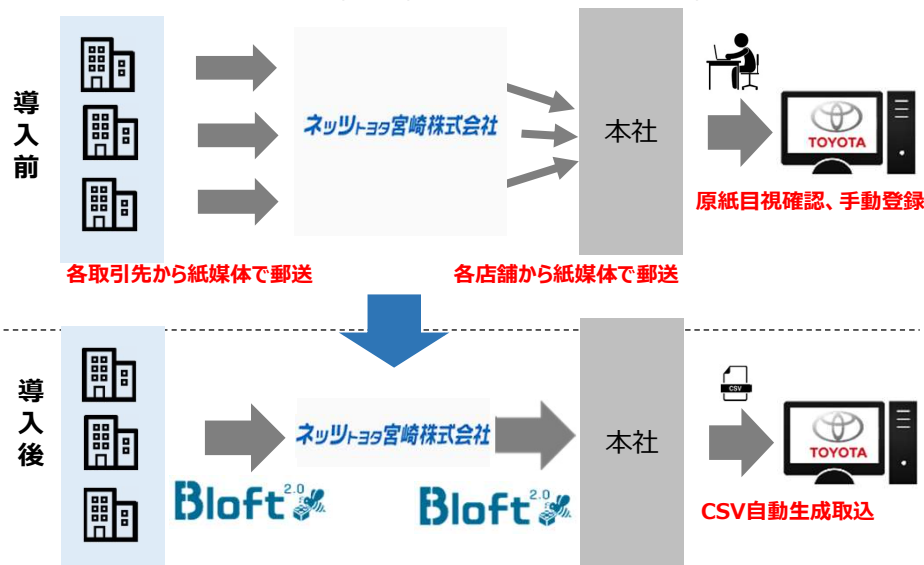 導入前
ネッツトヨタ宮崎株式会社
本社
TOYOTA
原紙目視確認、手動登録
各取引先から紙媒体で郵送
各店舗から紙媒体で郵送
導入後
ネッツトヨタ宮崎株式会社
本社
CSV
TOYOTA
Bloft 2.0
Bloft 2.0
CSV自動生成取込